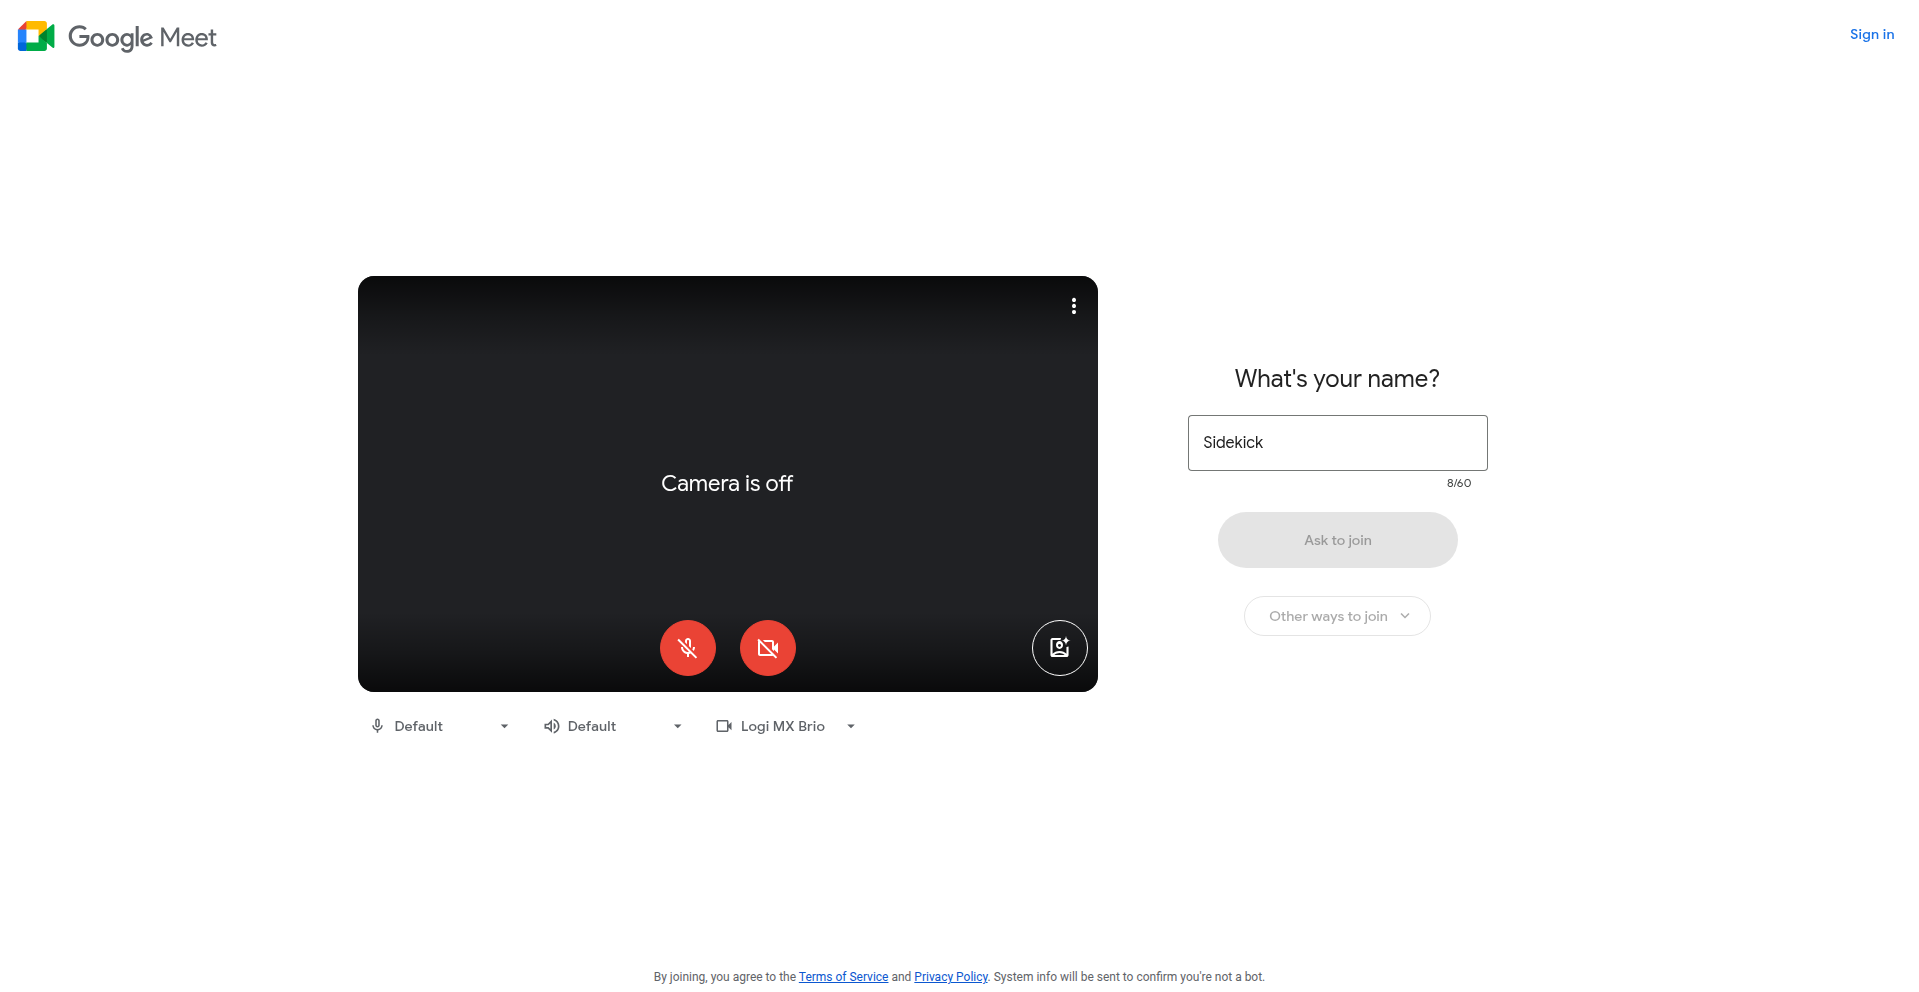 Google Meet
Sign in
Camera is off
Default
Default
Logi MX Brio
What's your name?
Sidekick
8/60
Ask to join
Other ways to join
By joining, you agree to the Terms of Service and Privacy Policy. System info will be sent to confirm you're not a bot.